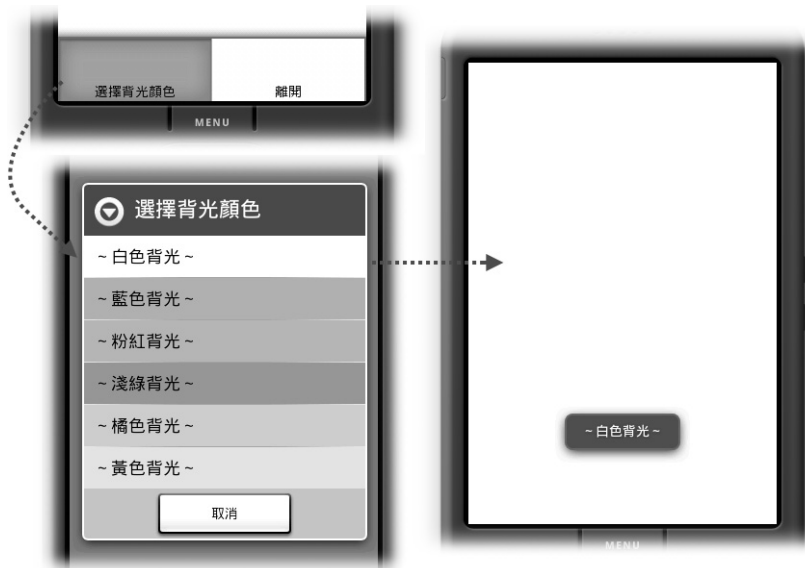 選擇背光顏色
離開
MENU
選擇背光顏色
~ 白色背光 ~
~ 藍色背光 ~
~ 粉紅背光 ~
~ 淺綠背光 ~
~ 橘色背光 ~
~ 黃色背光 ~
取消
~ 白色背光 ~
MENU